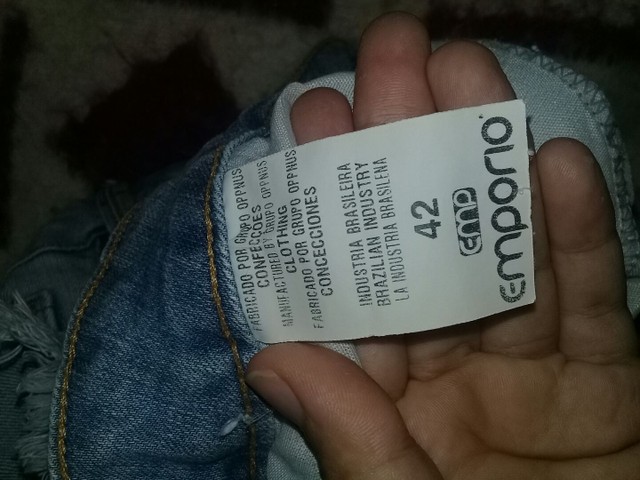 emporio
emp
42
INDUSTRIA BRASILEIRA
BRAZILIAN INDUSTRY
LA INDUSTRIA BRASILENA
FABRICADO POR GRUPO OPPNUS
CONFECÇÕES
MANUFACTURED BY GRUPO OPPNUS
CLOTHING
FABRICADO POR GRUPO OPPNUS
CONCECCIONES